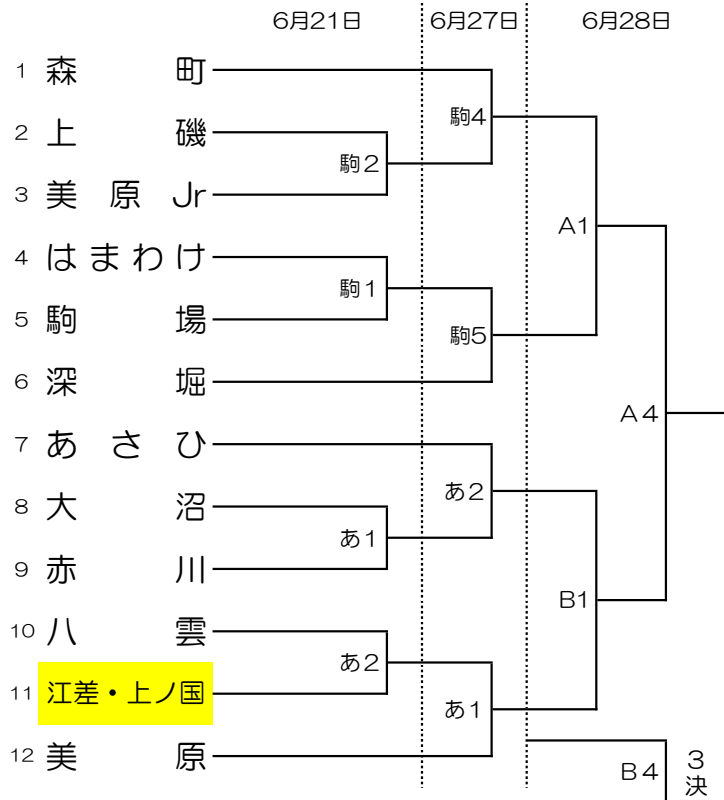 6月21日 6月27日 6月28日
1 森町
駒4
2 上磯
駒2
3 美原Jr
A1
4 はまわけ
駒1
5 駒場
駒5
6 深堀
A4
7 あさひ
あ2
8 大沼
あ1
9 赤川
B1
10 八雲
あ2
11 江差・上ノ国
あ1
12 美原
B4
3決